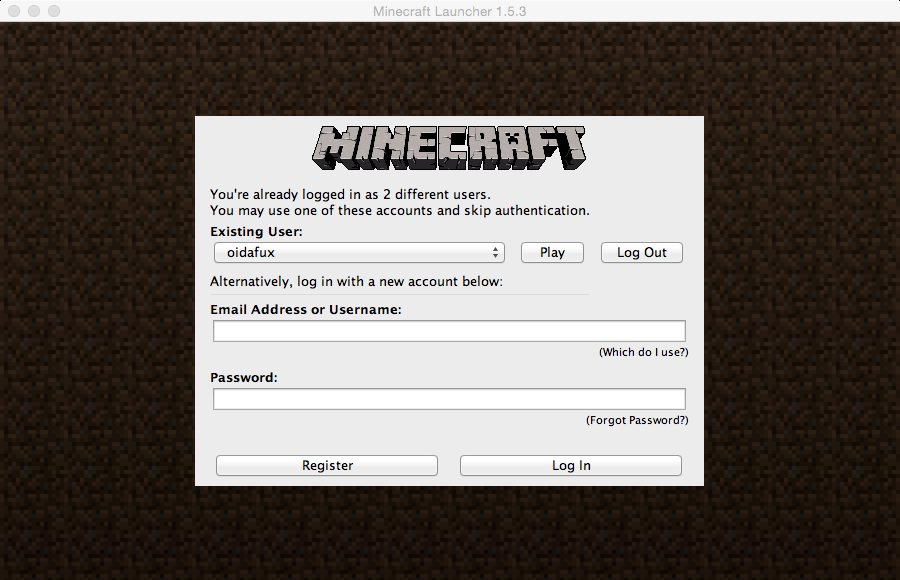 Minecraft Launcher 1.5.3
MINECRAFT
You're already logged in as 2 different users.
You may use one of these accounts and skip authentication.
Existing User:
oidafux Play Log Out
Alternatively, log in with a new account below:
Email Address or Username:
(Which do I use?)
Password:
(Forgot Password?)
Register Log In